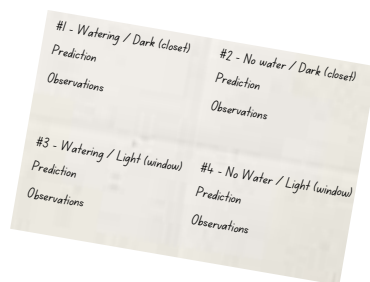 #1 - Watering / Dark (closet)
Prediction
Observations
#2 - No water / Dark (closet)
Prediction
Observations
#3 - Watering / Light (window)
Prediction
Observations
#4 - No Water / Light (window)
Prediction
Observations